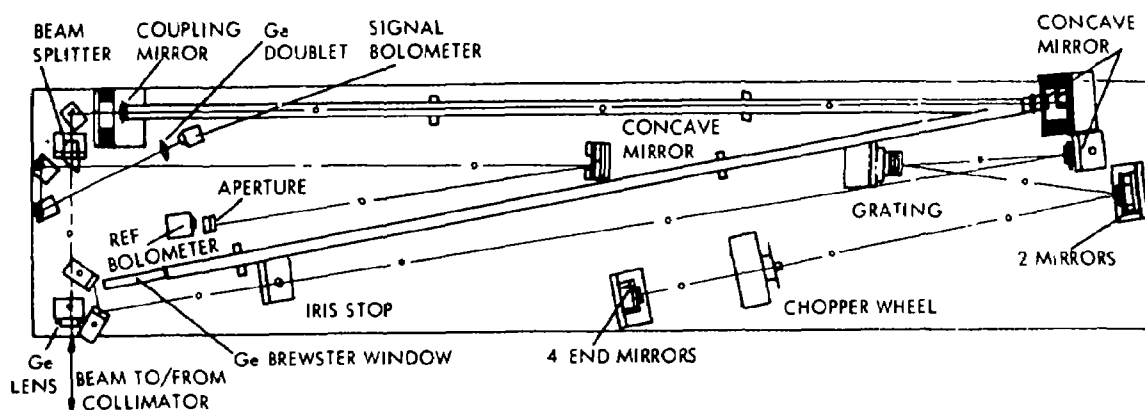 BEAM
SPLITTER
COUPLING
MIRROR
Ga
DOUBLET
SIGNAL
BOLOMETER
CONCAVE
MIRROR
CONCAVE
MIRROR
APERTURE
REF
BOLOMETER
GRATING
2 MIRRORS
IRIS STOP
CHOPPER WHEEL
Ge BREWSTER WINDOW
4 END MIRRORS
Ge
LENS
BEAM TO/FROM
COLLIMATOR